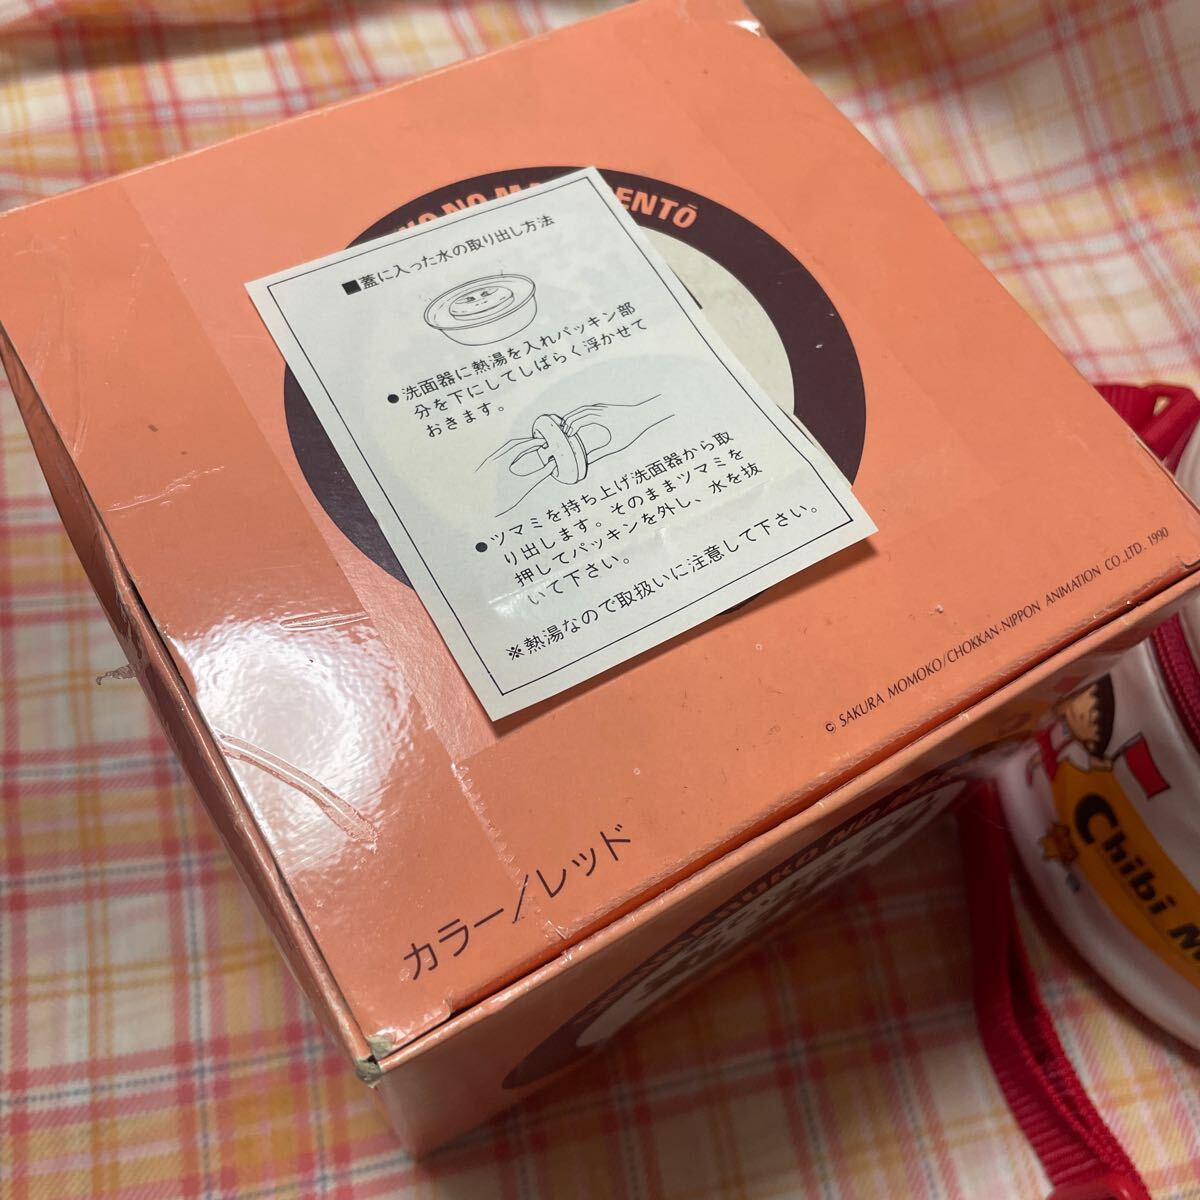 ENTŌ
■蓋に入った水の取り出し方法
●洗面器に熱湯を入れパッキン部
分を下にしてしばらく浮かせて
おきます。
●ツマミを持ち上げ洗面器から取
り出します。そのままツマミを
押してパッキンを外し、水を抜
いて下さい。
※熱湯なので取扱いに注意して下さい。
© SAKURA MOMOKO/CHOKKAN·NIPPON ANIMATION CO.,LTD. 1990
カラー/レッド
Chibi M